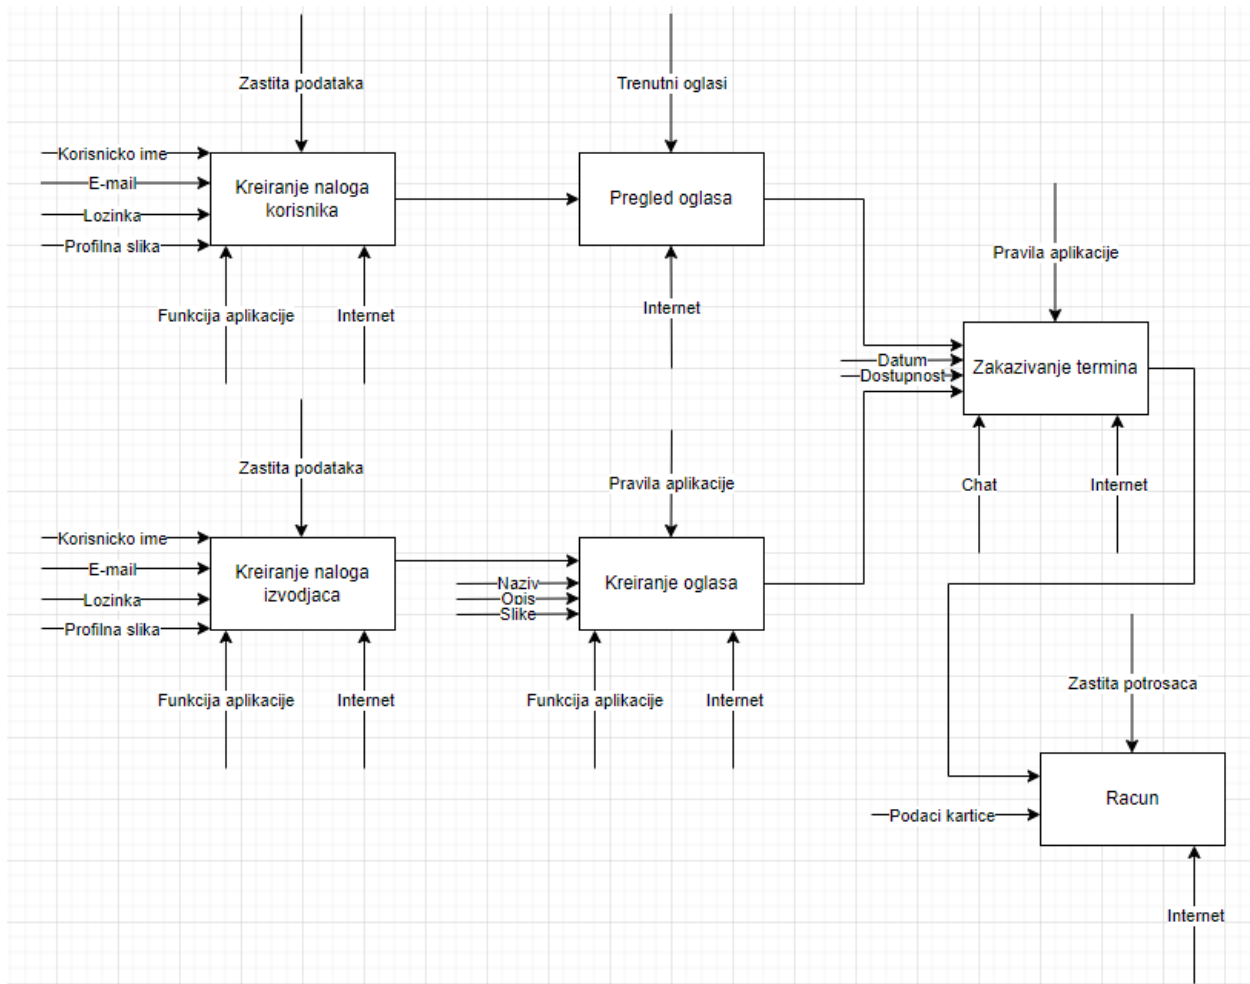 Zastita podataka
Trenutni oglasi
Korisnicko ime
E-mail
Lozinka
Profilna slika
Kreiranje naloga
korisnika
Pregled oglasa
Funkcija aplikacije
Internet
Internet
Pravila aplikacije
Datum
Dostupnost
Zakazivanje termina
Chat
Internet
Zastita podataka
Pravila aplikacije
Korisnicko ime
E-mail
Lozinka
Profilna slika
Kreiranje naloga
izvodjaca
Naziv
Opis
Slike
Kreiranje oglasa
Funkcija aplikacije
Internet
Funkcija aplikacije
Internet
Zastita potrosaca
Podaci kartice
Racun
Internet